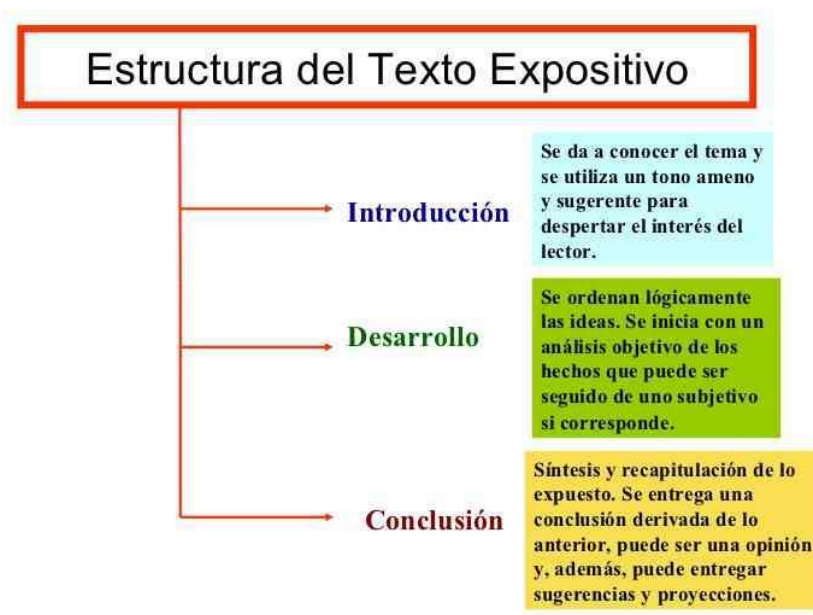 Estructura del Texto Expositivo
Introducción
Se da a conocer el tema y
se utiliza un tono ameno
y sugerente para
despertar el interés del
lector.
Desarrollo
Se ordenan lógicamente
las ideas. Se inicia con un
análisis objetivo de los
hechos que puede ser
seguido de uno subjetivo
si corresponde.
Conclusión
Síntesis y recapitulación de lo
expuesto. Se entrega una
conclusión derivada de lo
anterior, puede ser una opinión
y, además, puede entregar
sugerencias y proyecciones.